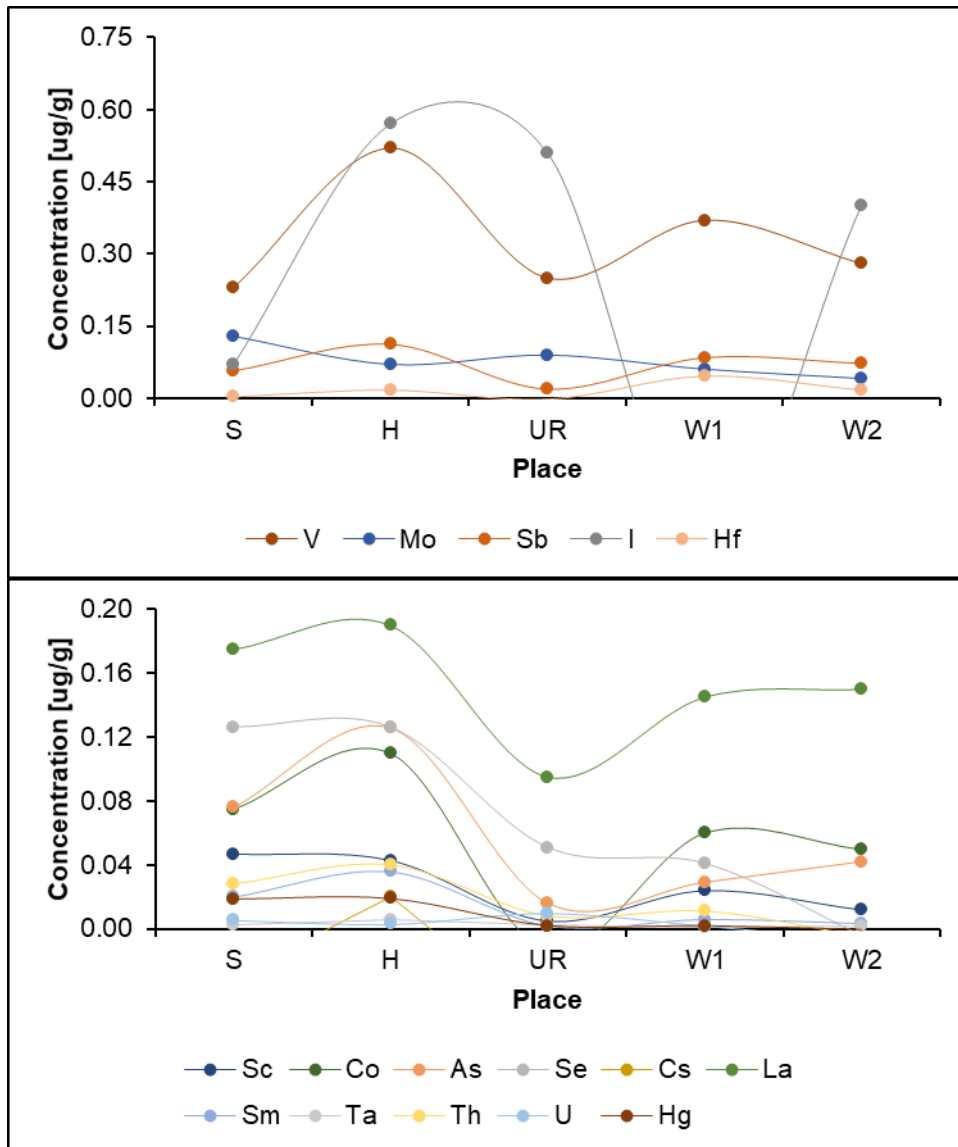 0.75
0.60
0.45
0.30
0.15
0.00
Concentration [ug/g]
S H UR W1 W2
Place
V Mo Sb I Hf
0.20
0.16
0.12
0.08
0.04
0.00
Concentration [ug/g]
S H UR W1 W2
Place
Sc Co As Se Cs La
Sm Ta Th U Hg